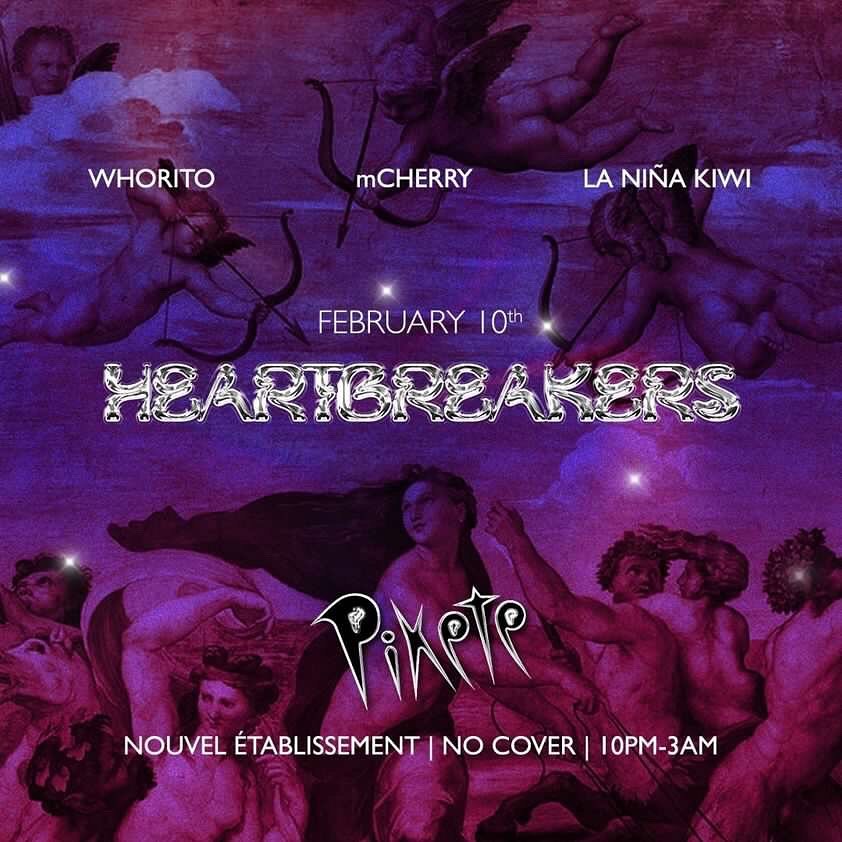 WHORITO mCHERRY LA NIÑA KIWI
FEBRUARY 10th
HEARTBREAKERS
Pikete
NOUVEL ÉTABLISSEMENT | NO COVER | 10PM-3AM